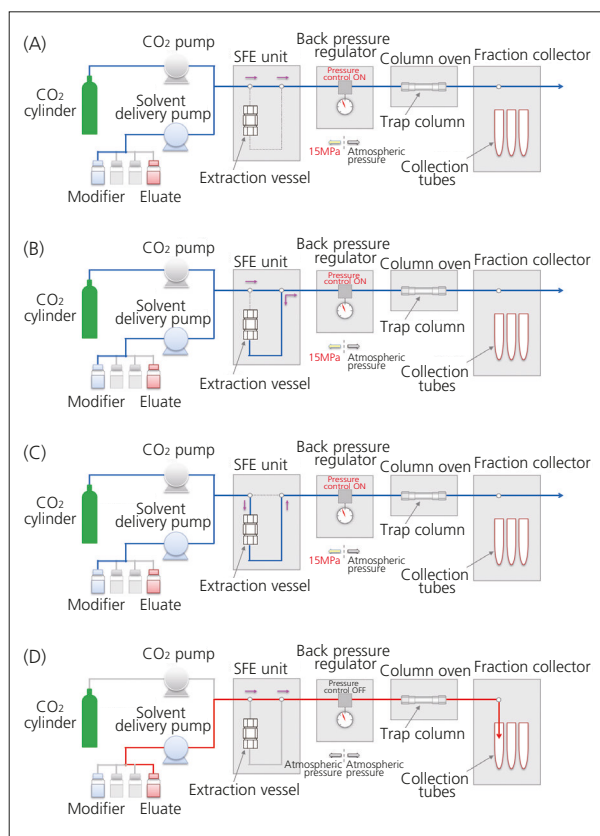 (A)
CO₂ pump
SFE unit
Back pressure
regulator
Column oven
Fraction collector
Pressure
control ON
CO₂
cylinder
Solvent
delivery pump
Trap column
15MPa
Atmospheric
pressure
Extraction vessel
Modifier
Eluate
Collection
tubes
(B)
CO₂ pump
SFE unit
Back pressure
regulator
Column oven
Fraction collector
Pressure
control ON
CO₂
cylinder
Solvent
delivery pump
Trap column
15MPa
Atmospheric
pressure
Extraction vessel
Modifier
Eluate
Collection
tubes
(C)
CO₂ pump
SFE unit
Back pressure
regulator
Column oven
Fraction collector
Pressure
control ON
CO₂
cylinder
Solvent
delivery pump
Trap column
15MPa
Atmospheric
pressure
Extraction vessel
Modifier
Eluate
Collection
tubes
(D)
CO₂ pump
SFE unit
Back pressure
regulator
Column oven
Fraction collector
Pressure
control OFF
CO₂
cylinder
Solvent
delivery pump
Trap column
Atmospheric
pressure
Atmospheric
pressure
Extraction vessel
Modifier
Eluate
Collection
tubes